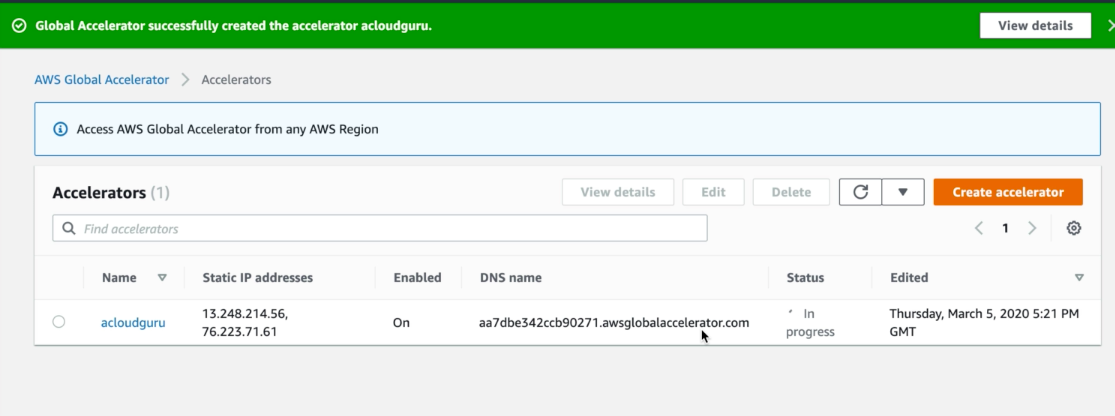 Global Accelerator successfully created the accelerator acloudguru.
View details
AWS Global Accelerator > Accelerators
Access AWS Global Accelerator from any AWS Region
Accelerators (1)
View details
Edit
Delete
Create accelerator
Find accelerators
1
Name
Static IP addresses
Enabled
DNS name
Status
Edited
acloudguru
13.248.214.56,
76.223.71.61
On
aa7dbe342ccb90271.awsglobalaccelerator.com
In
progress
Thursday, March 5, 2020 5:21 PM
GMT